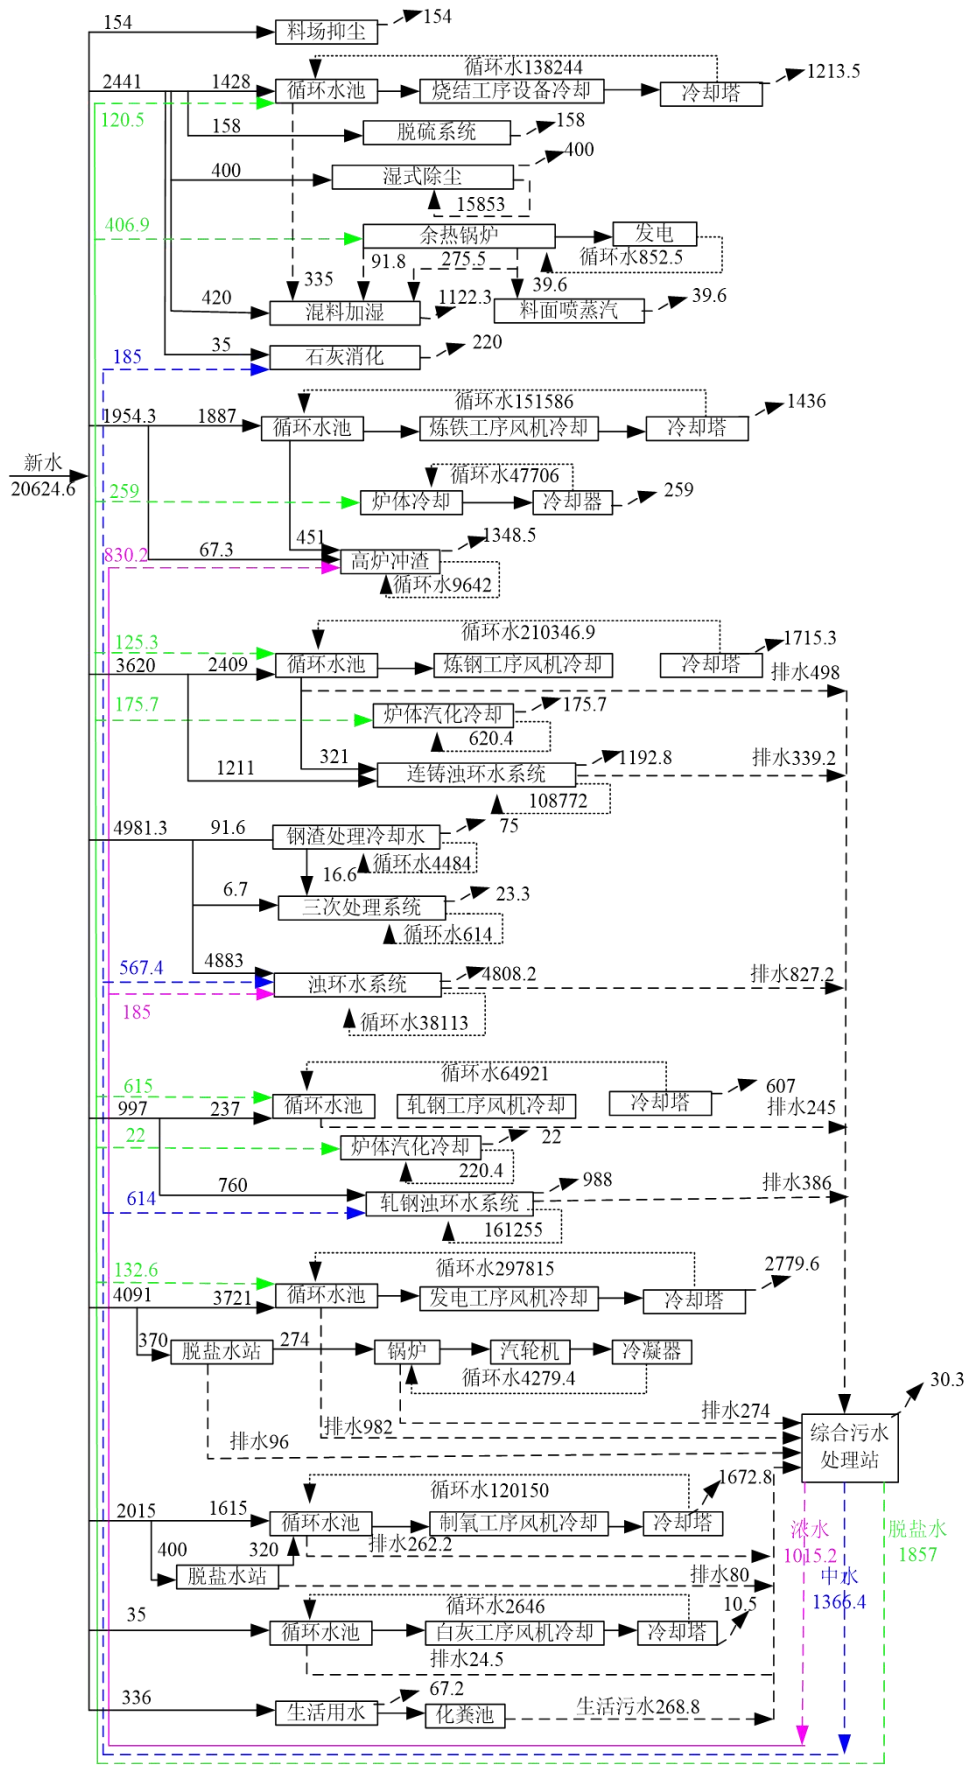 154
料场抑尘
154
循环水138244
2441
1428
循环水池
烧结工序设备冷却
冷却塔
1213.5
120.5
158
脱硫系统
158
400
湿式除尘
400
15853
406.9
余热锅炉
发电
循环水852.5
91.8
275.5
335
39.6
420
混料加湿
1122.3
料面喷蒸汽
39.6
35
石灰消化
220
185
循环水151586
1954.3
1887
循环水池
炼铁工序风机冷却
冷却塔
1436
新水
20624.6
循环水47706
259
炉体冷却
冷却器
259
451
1348.5
830.2
67.3
高炉冲渣
循环水9642
循环水210346.9
125.3
3620
2409
循环水池
炼钢工序风机冷却
冷却塔
1715.3
排水498
175.7
炉体汽化冷却
175.7
620.4
321
1211
连铸浊环水系统
1192.8
排水339.2
108772
4981.3
91.6
钢渣处理冷却水
75
循环水4484
16.6
6.7
三次处理系统
23.3
循环水614
4883
567.4
浊环水系统
4808.2
排水827.2
185
循环水38113
循环水64921
615
997
237
循环水池
轧钢工序风机冷却
冷却塔
607
排水245
22
炉体汽化冷却
22
220.4
760
614
轧钢浊环水系统
988
排水386
161255
循环水297815
132.6
4091
3721
循环水池
发电工序风机冷却
冷却塔
2779.6
370
脱盐水站
274
锅炉
汽轮机
冷凝器
循环水4279.4
30.3
排水274
排水982
排水96
综合污水
处理站
循环水120150
1672.8
2015
1615
循环水池
制氧工序风机冷却
冷却塔
排水262.2
400
320
脱盐水站
排水80
浓水
1015.2
中水
1366.4
脱盐水
1857
循环水2646
10.5
35
循环水池
白灰工序风机冷却
冷却塔
排水24.5
336
生活用水
67.2
化粪池
生活污水268.8